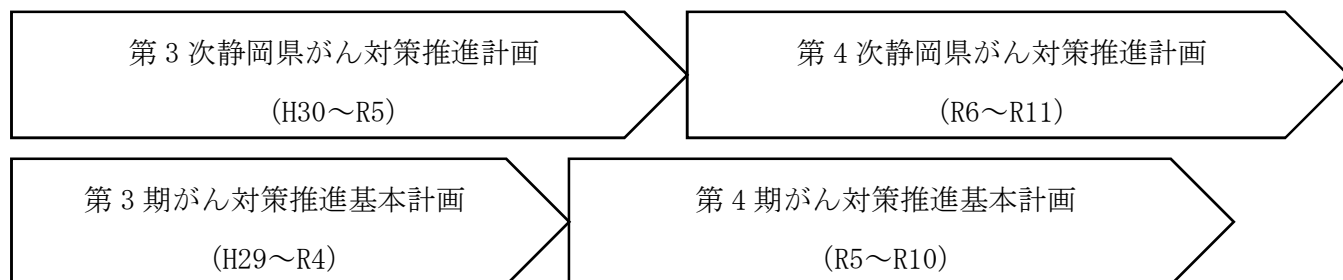 第3次静岡県がん対策推進計画
(H30～R5)
第4次静岡県がん対策推進計画
(R6～R11)
第3期がん対策推進基本計画
(H29～R4)
第4期がん対策推進基本計画
(R5～R10)